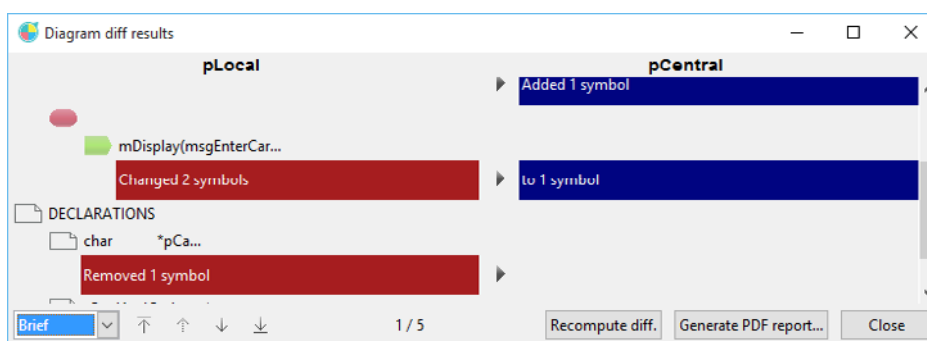 Diagram diff results
pLocal pCentral
Added 1 symbol
mDisplay(msgEnterCar...
Changed 2 symbols to 1 symbol
DECLARATIONS
char *pCa...
Removed 1 symbol
Brief 1 / 5 Recompute diff. Generate PDF report... Close